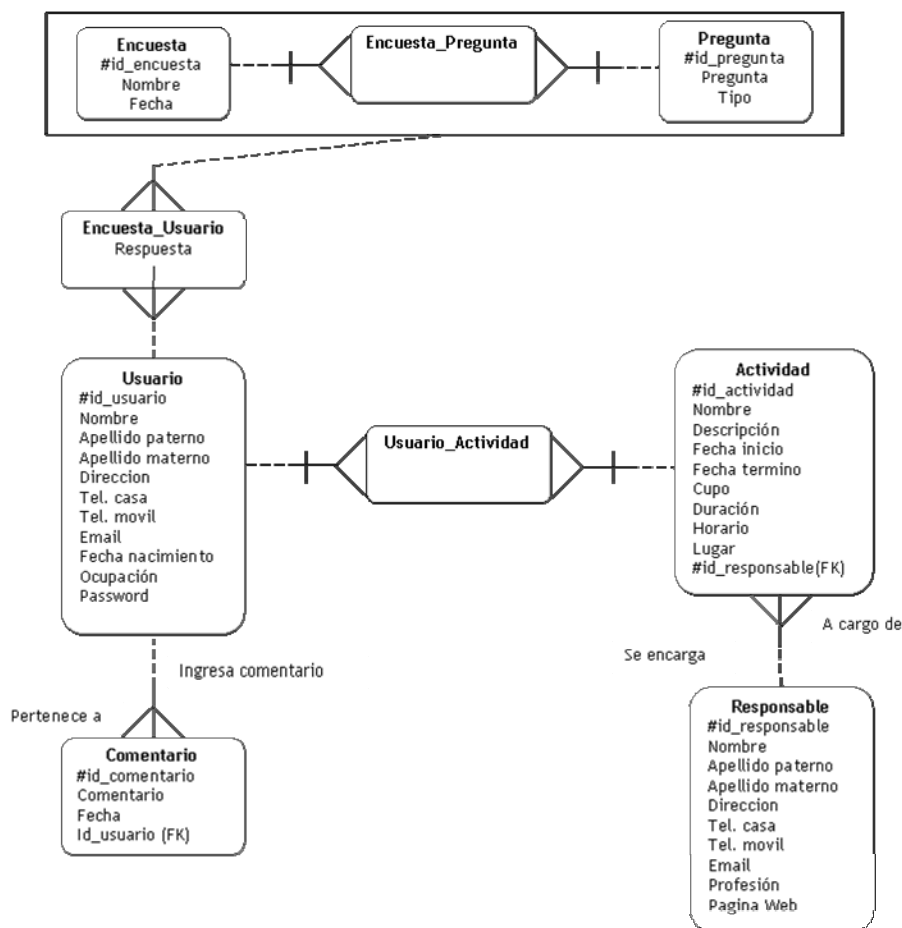 Encuesta
#id_encuesta
Nombre
Fecha
Encuesta_Pregunta
Pregunta
#id_pregunta
Pregunta
Tipo
Encuesta_Usuario
Respuesta
Usuario
#id_usuario
Nombre
Apellido paterno
Apellido materno
Direccion
Tel. casa
Tel. movil
Email
Fecha nacimiento
Ocupación
Password
Usuario_Actividad
Actividad
#id_actividad
Nombre
Descripción
Fecha inicio
Fecha termino
Cupo
Duración
Horario
Lugar
#id_responsable(FK)
A cargo de
Se encarga
Ingresa comentario
Pertenece a
Comentario
#id_comentario
Comentario
Fecha
Id_usuario (FK)
Responsable
#id_responsable
Nombre
Apellido paterno
Apellido materno
Direccion
Tel. casa
Tel. movil
Email
Profesión
Pagina Web